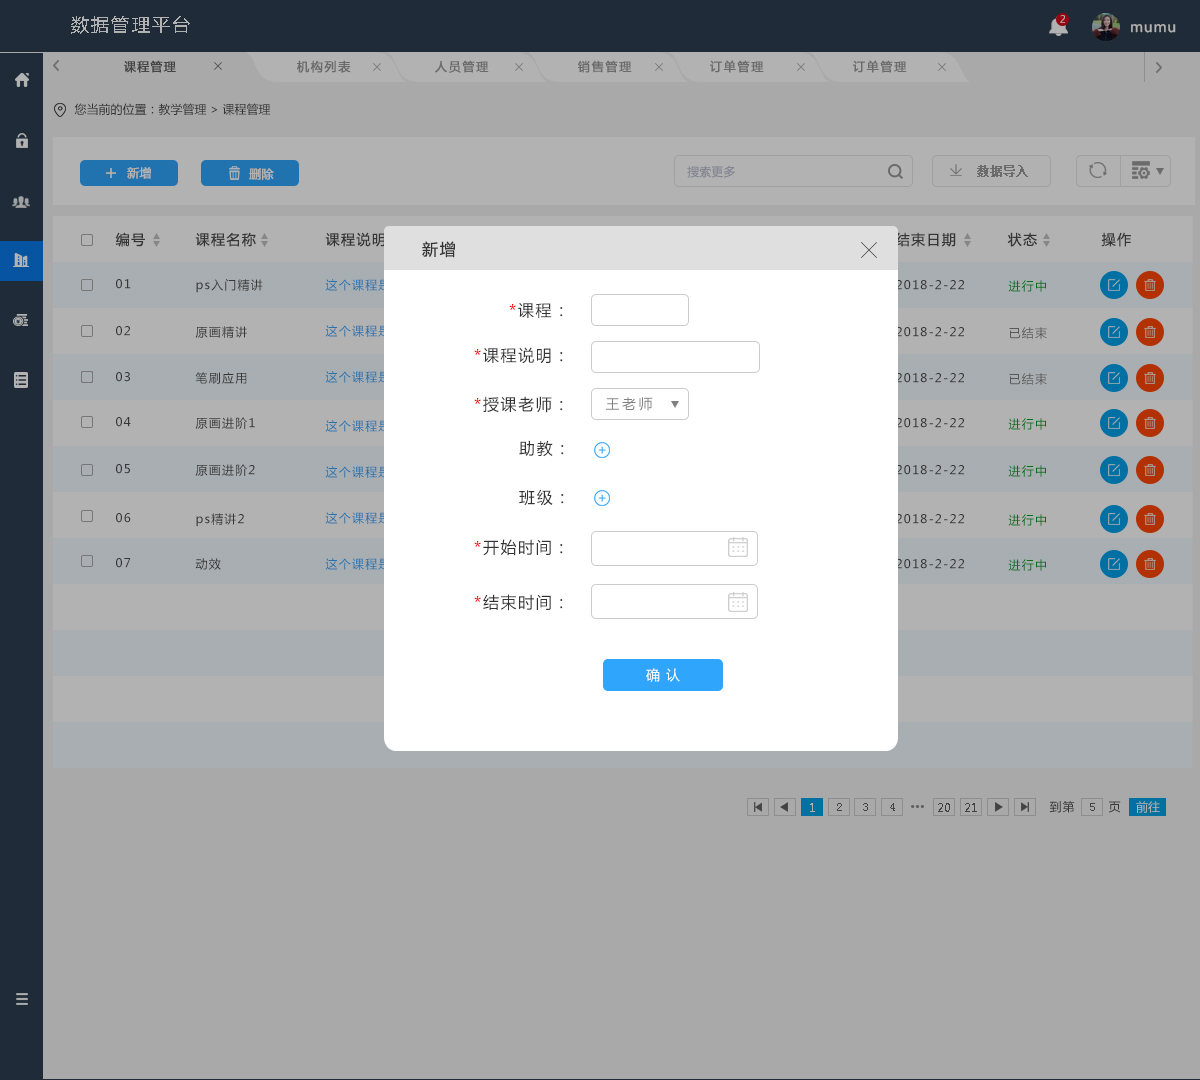 数据管理平台
2
mumu
课程管理 机构列表 人员管理 销售管理 订单管理 订单管理
您当前的位置：教学管理 > 课程管理
新增 删除 搜索更多 数据导入
编号 课程名称 课程说明 结束日期 状态 操作
01 ps入门精讲 这个课程是 2018-2-22 进行中
02 原画精讲 这个课程是 2018-2-22 已结束
03 笔刷应用 这个课程是 2018-2-22 已结束
04 原画进阶1 这个课程是 2018-2-22 进行中
05 原画进阶2 这个课程是 2018-2-22 进行中
06 ps精讲2 这个课程是 2018-2-22 进行中
07 动效 这个课程是 2018-2-22 进行中
新增
*课程：
*课程说明：
*授课老师： 王老师
助教：
班级：
*开始时间：
*结束时间：
确 认
1 2 3 4 ••• 20 21 到第 5 页 前往